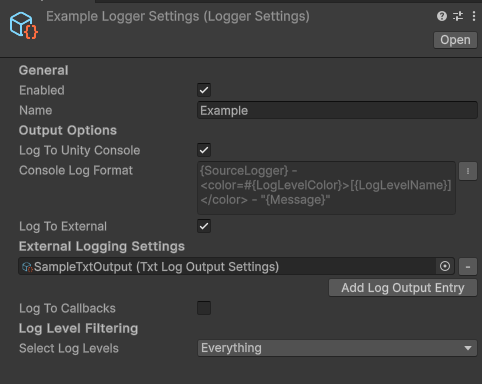 Example Logger Settings (Logger Settings)
Open
General
Enabled
Name Example
Output Options
Log To Unity Console
Console Log Format {SourceLogger} –
<color=#{LogLevelColor}>[{LogLevelName}]
</color> – "{Message}"
Log To External
External Logging Settings
SampleTxtOutput (Txt Log Output Settings) -
Add Log Output Entry
Log To Callbacks
Log Level Filtering
Select Log Levels Everything